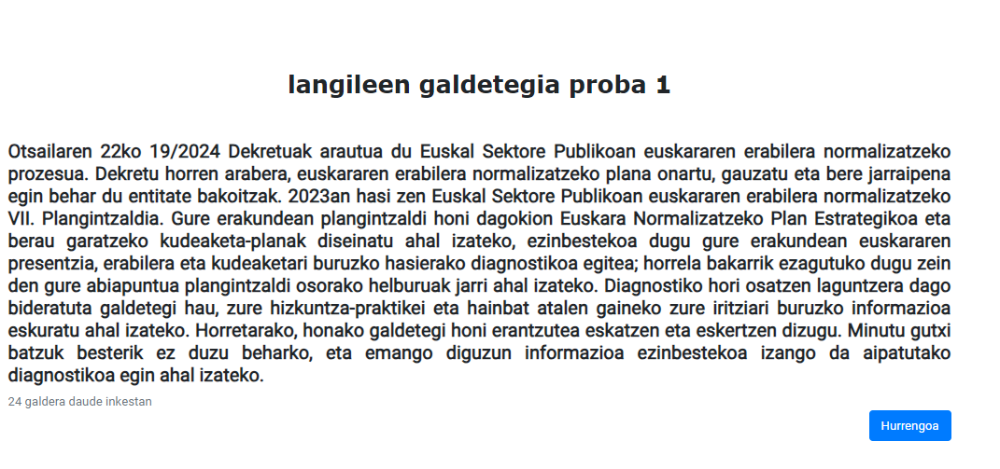 langileen galdetegia proba 1
Otsailaren 22ko 19/2024 Dekretuak arautua du Euskal Sektore Publikoan euskararen erabilera normalizatzeko
prozesua. Dekretu horren arabera, euskararen erabilera normalizatzeko plana onartu, gauzatu eta bere jarraipena
egin behar du entitate bakoitzak. 2023an hasi zen Euskal Sektore Publikoan euskararen erabilera normalizatzeko
VII. Plangintzaldia. Gure erakundean plangintzaldi honi dagokion Euskara Normalizatzeko Plan Estrategikoa eta
berau garatzeko kudeaketa-planak diseinatu ahal izateko, ezinbestekoa dugu gure erakundean euskararen
presentzia, erabilera eta kudeaketari buruzko hasierako diagnostikoa egitea; horrela bakarrik ezagutuko dugu zein
den gure abiapuntua plangintzaldi osorako helburuak jarri ahal izateko. Diagnostiko hori osatzen laguntzera dago
bideratuta galdetegi hau, zure hizkuntza-praktikei eta hainbat atalen gaineko zure iritziari buruzko informazioa
eskuratu ahal izateko. Horretarako, honako galdetegi honi erantzutea eskatzen eta eskertzen dizugu. Minutu gutxi
batzuk besterik ez duzu beharko, eta emango diguzun informazioa ezinbestekoa izango da aipatutako
diagnostikoa egin ahal izateko.
24 galdera daude inkestan
Hurrengoa